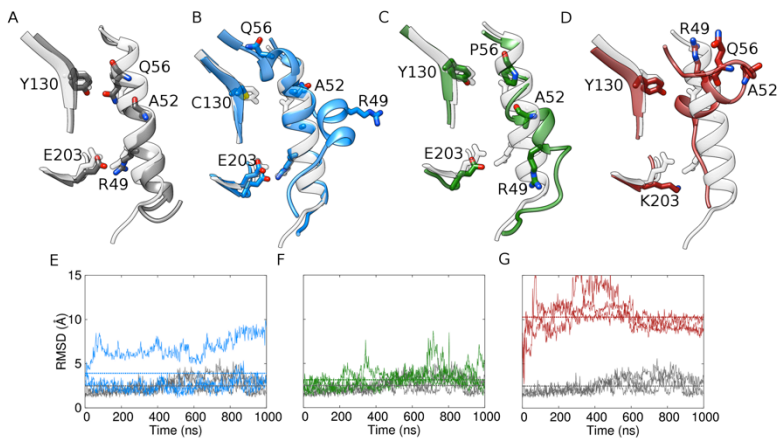 A
Q56
Y130
A52
E203
R49
B
Q56
A52
C130
R49
E203
C
P56
Y130
A52
E203
R49
D
R49
Q56
Y130
A52
K203
E
F
G
15
10
5
0
RMSD (Å)
0 200 400 600 800 1000
Time (ns)
0 200 400 600 800 1000
Time (ns)
0 200 400 600 800 1000
Time (ns)